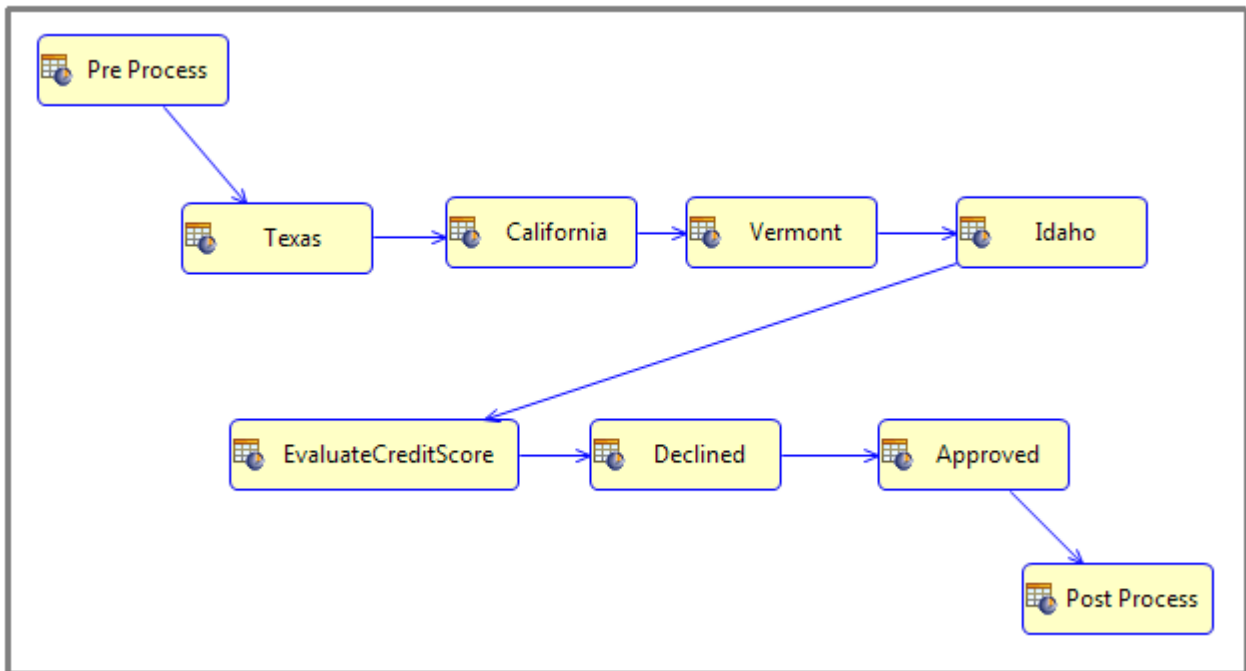 Pre Process
Texas
California
Vermont
Idaho
EvaluateCreditScore
Declined
Approved
Post Process